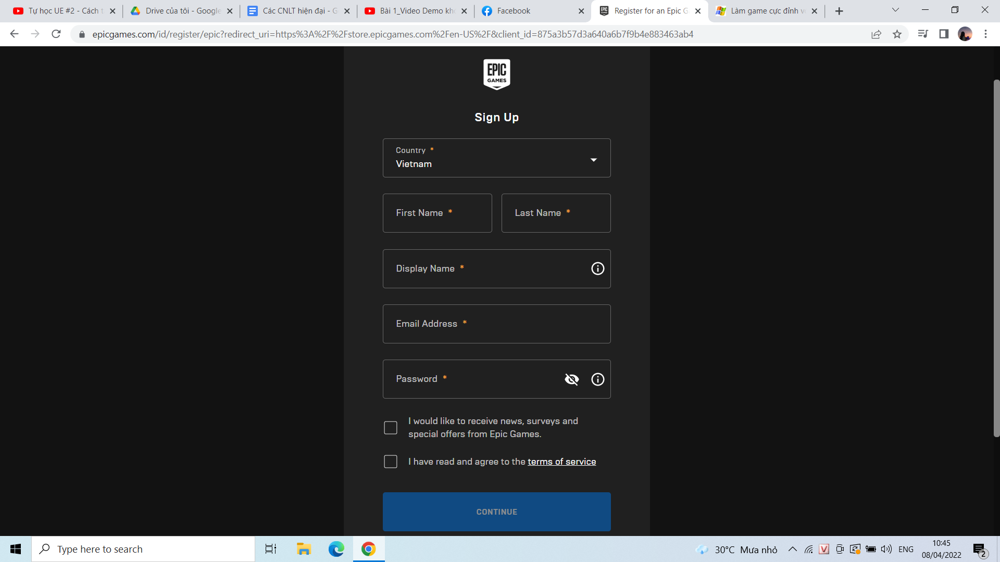 Tự học UE #2 - Cách t
Drive của tôi - Google
Các CNLT hiện đại - G
Bài 1_Video Demo kh
Facebook
Register for an Epic G
Làm game cực đỉnh v
epicgames.com/id/register/epic?redirect_uri=https%3A%2F%2Fstore.epicgames.com%2Fen-US%2F&client_id=875a3b57d3a640a6b7f9b4e883463ab4
EPIC
GAMES
Sign Up
Country *
Vietnam
First Name *
Last Name *
Display Name *
Email Address *
Password *
I would like to receive news, surveys and
special offers from Epic Games.
I have read and agree to the terms of service
CONTINUE
Type here to search
30°C Mưa nhỏ
ENG
10:45
08/04/2022
2